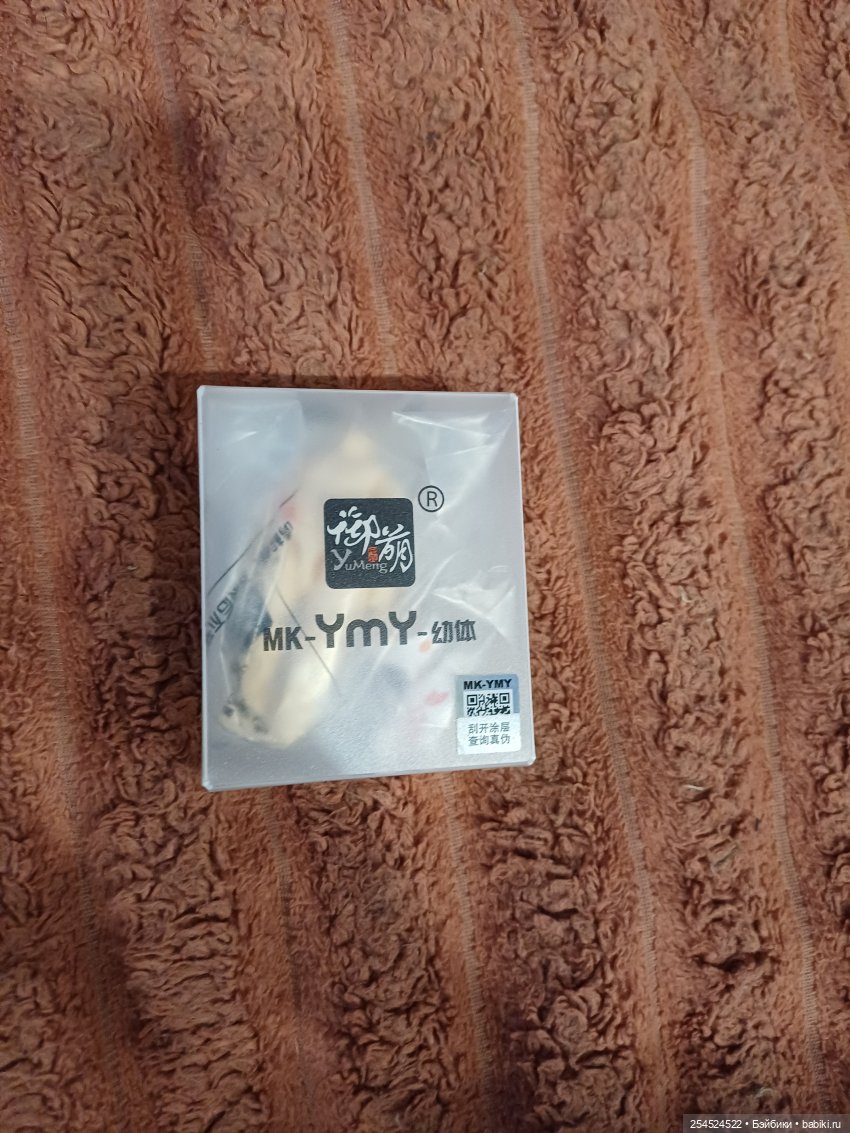 御萌
®
YuMeng
MK-YmY-幼体
MK-YMY
刮开涂层
查询真伪
254524522 • Бэйбики • babiki.ru